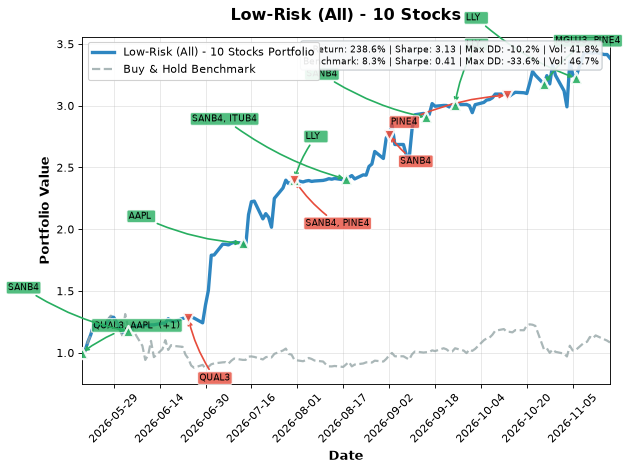 Low-Risk (All) - 10 Stocks
LLY
MGLU3, PINE4
3.5
Low-Risk (All) - 10 Stocks Portfolio
Buy & Hold Benchmark
Return: 238.6% | Sharpe: 3.13 | Max DD: -10.2% | Vol: 41.8%
Benchmark: 8.3% | Sharpe: 0.41 | Max DD: -33.6% | Vol: 46.7%
SANB4
3.0
SANB4, ITUB4
PINE4
LLY
SANB4
2.5
AAPL
SANB4, PINE4
2.0
Portfolio Value
SANB4
1.5
QUAL3, AAPL (+1)
1.0
QUAL3
2026-05-29
2026-06-14
2026-06-30
2026-07-16
2026-08-01
2026-08-17
2026-09-02
2026-09-18
2026-10-04
2026-10-20
2026-11-05
Date